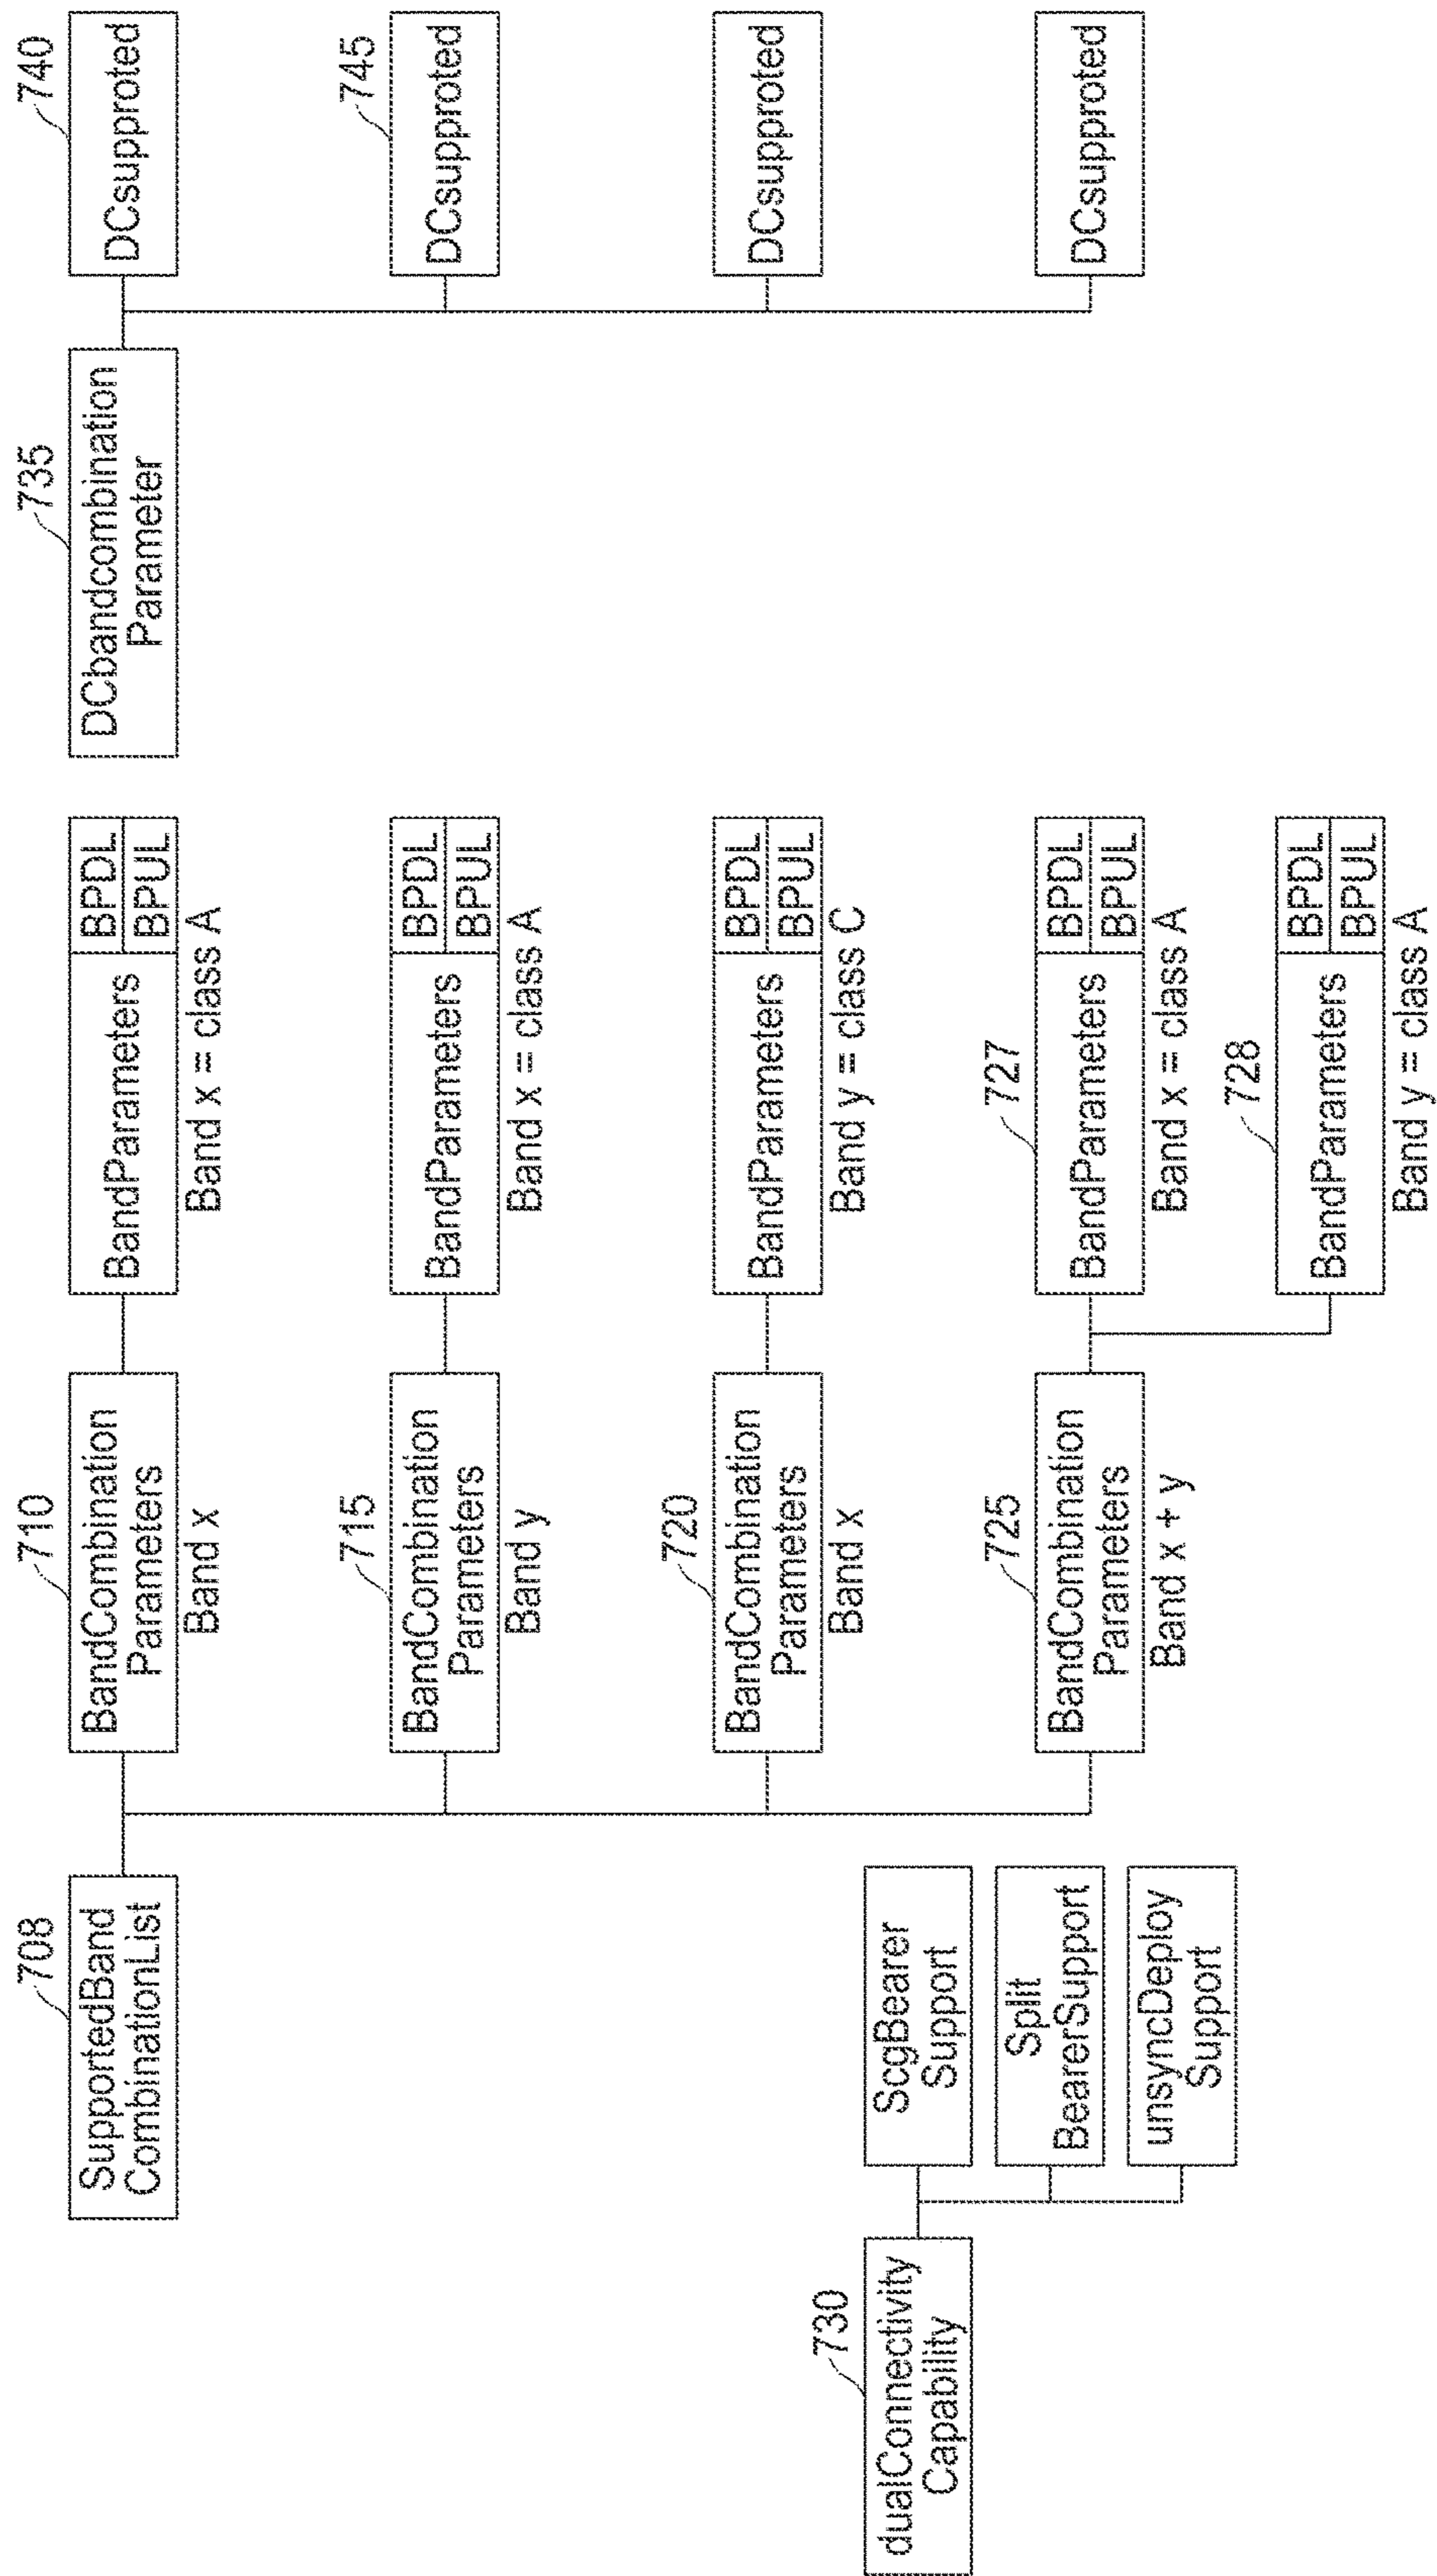 708
SupportedBand
CombinationList
710
BandCombination
Parameters
Band x
BandParameters
BPDL
BPUL
Band x = class A
735
DCbandcombination
Parameter
740
DCsupproted
715
BandCombination
Parameters
Band y
BandParameters
BPDL
BPUL
Band x = class A
745
DCsupproted
720
BandCombination
Parameters
Band x
BandParameters
BPDL
BPUL
Band y = class C
DCsupproted
725
BandCombination
Parameters
Band x + y
727
BandParameters
BPDL
BPUL
Band x = class A
DCsupproted
728
BandParameters
BPDL
BPUL
Band y = class A
730
dualConnectivity
Capability
ScgBearer
Support
Split
BearerSupport
unsyncDeploy
Support